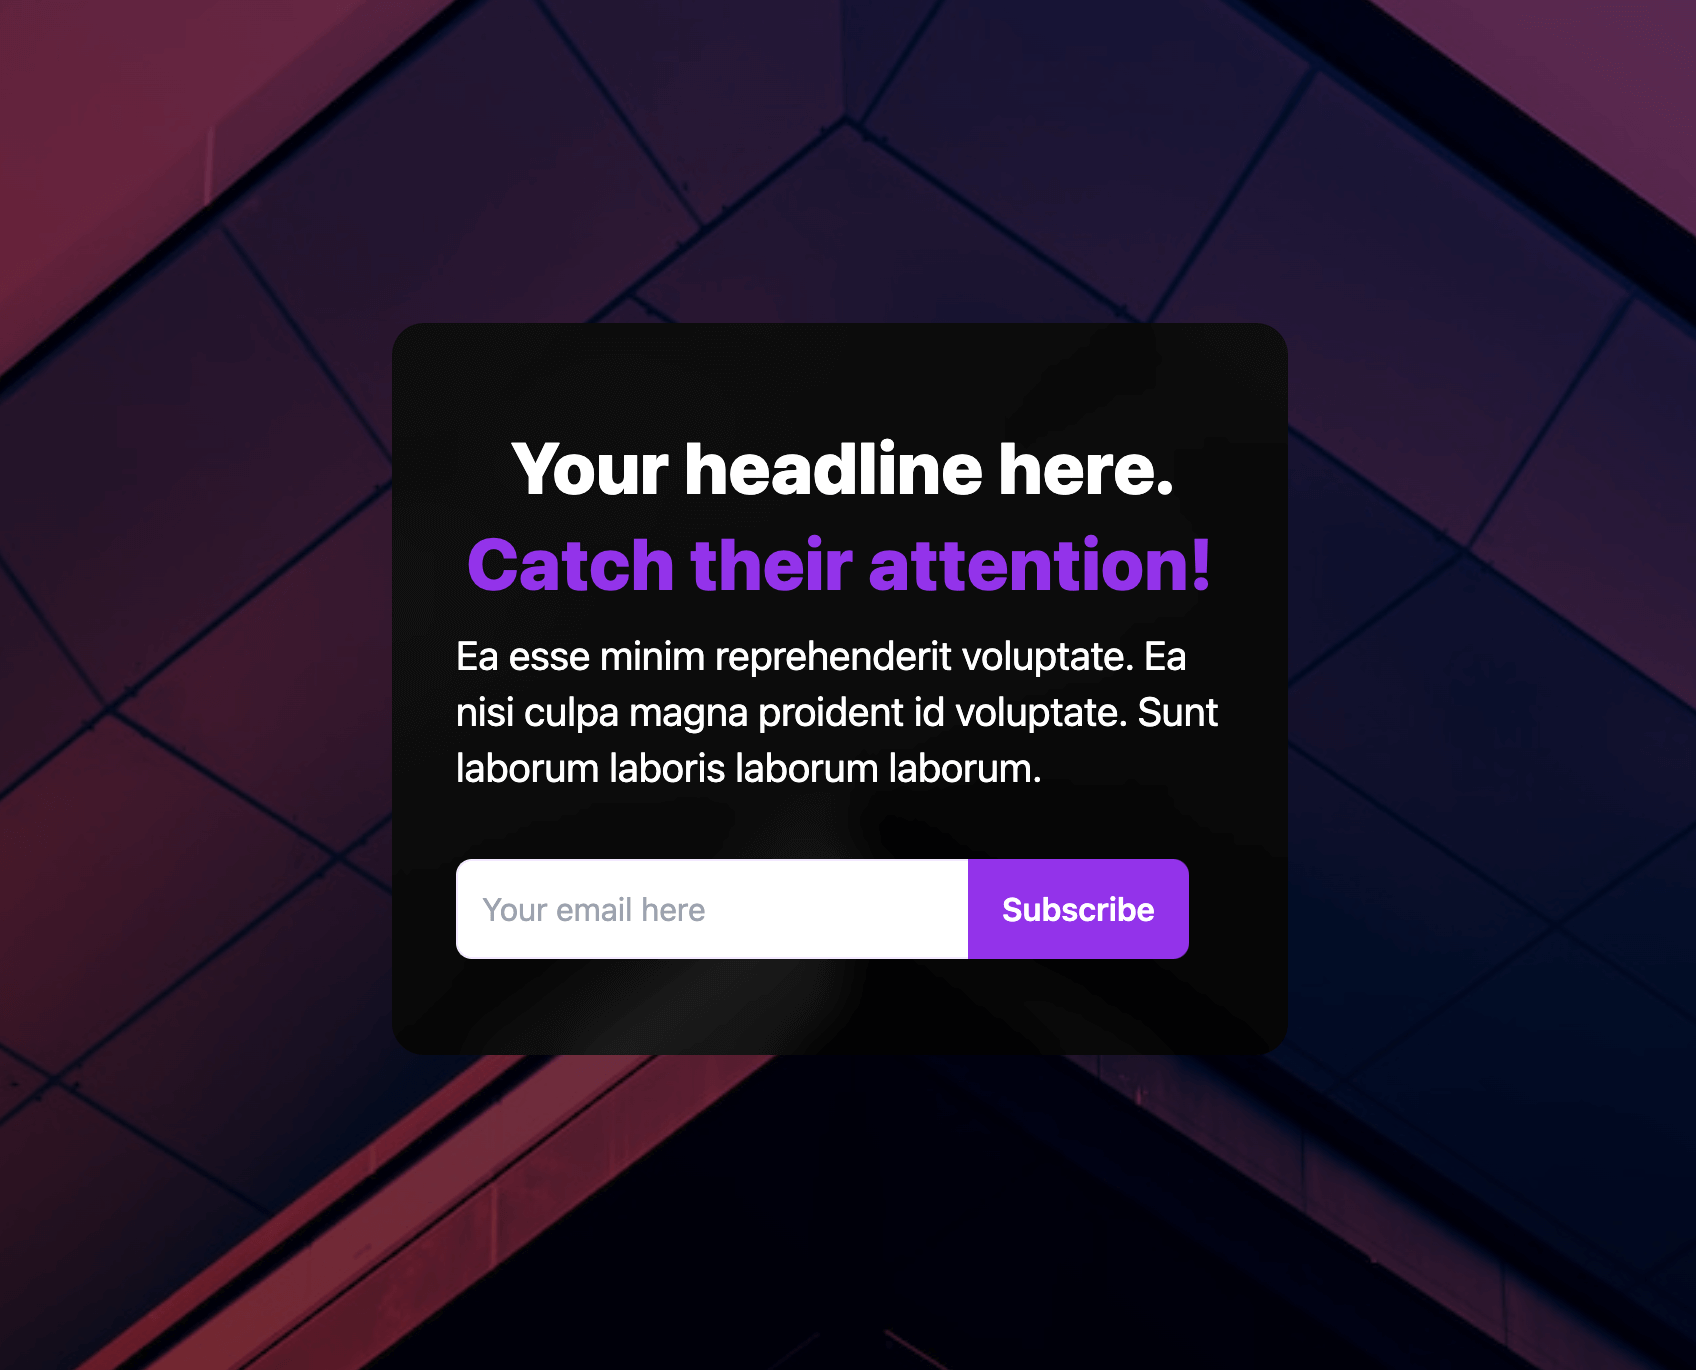 Your headline here.
Catch their attention!
Ea esse minim reprehenderit voluptate. Ea
nisi culpa magna proident id voluptate. Sunt
laborum laboris laborum laborum.
Your email here
Subscribe